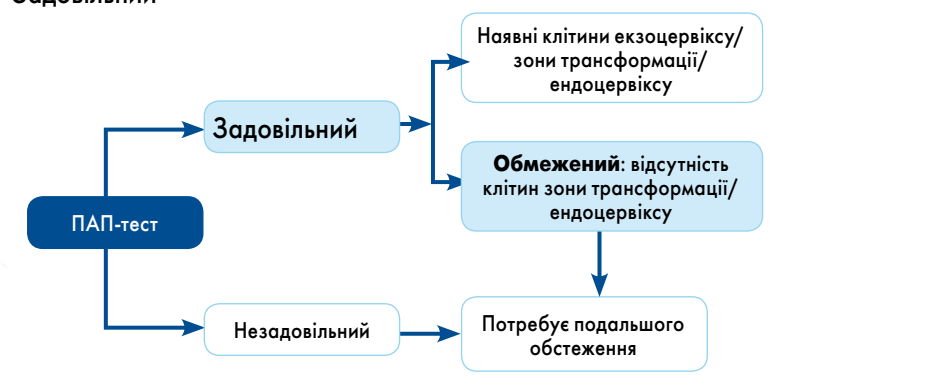 Задовільний
Наявні клітини екзоцервіксу/
зони трансформації/
ендоцервіксу
Задовільний
Обмежений: відсутність
клітин зони трансформації/
ендоцервіксу
ПАП-тест
Незадовільний
Потребує подальшого
обстеження